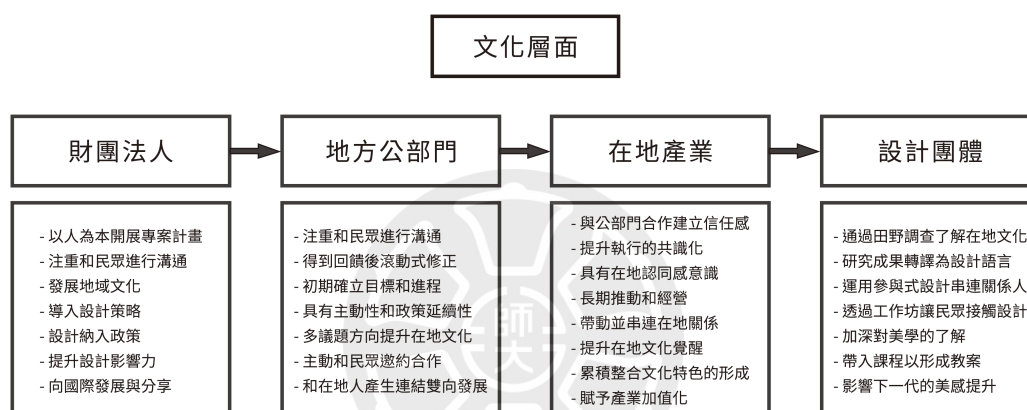 文化層面
財團法人
地方公部門
在地產業
設計團體
- 以人為本開展專案計畫
- 注重和民眾進行溝通
- 發展地域文化
- 導入設計策略
- 設計納入政策
- 提升設計影響力
- 向國際發展與分享
- 注重和民眾進行溝通
- 得到回饋後滾動式修正
- 初期確立目標和進程
- 具有主動性和政策延續性
- 多議題方向提升在地文化
- 主動和民眾邀約合作
- 和在地人產生連結雙向發展
- 與公部門合作建立信任感
- 提升執行的共識化
- 具有在地認同感意識
- 長期推動和經營
- 帶動並串連在地關係
- 提升在地文化覺醒
- 累積整合文化特色的形成
- 賦予產業加值化
- 通過田野調查了解在地文化
- 研究成果轉譯為設計語言
- 運用參與式設計串連關係人
- 透過工作坊讓民眾接觸設計
- 加深對美學的了解
- 帶入課程以形成教案
- 影響下一代的美感提升
師大